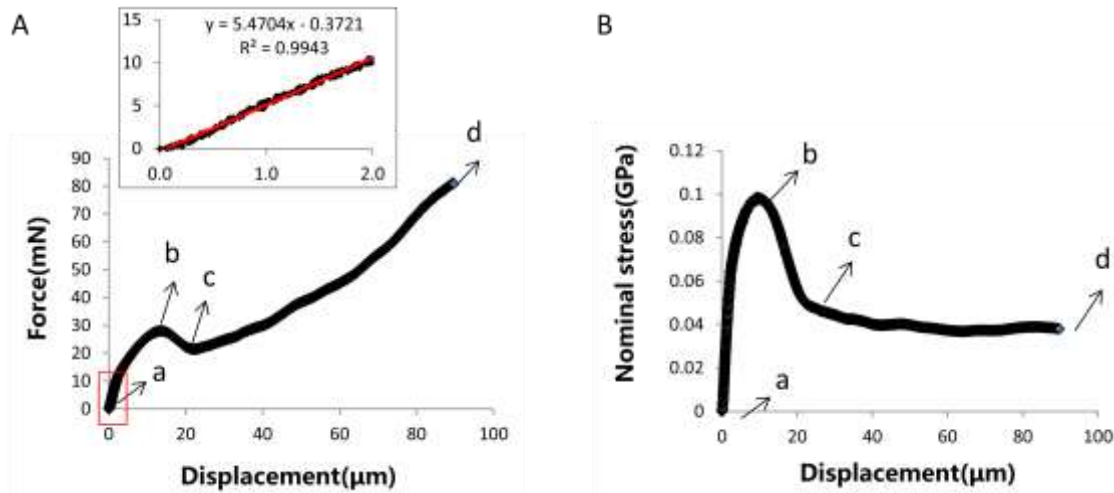 A
B
y = 5.4704x - 0.3721
R² = 0.9943
15
10
5
0
0.0
1.0
2.0
90
80
70
60
50
40
30
20
10
0
Force(mN)
a
b
c
d
0
20
40
60
80
100
Displacement(μm)
0.12
0.1
0.08
0.06
0.04
0.02
0
Nominal stress(GPa)
a
b
c
d
0
20
40
60
80
100
Displacement(μm)